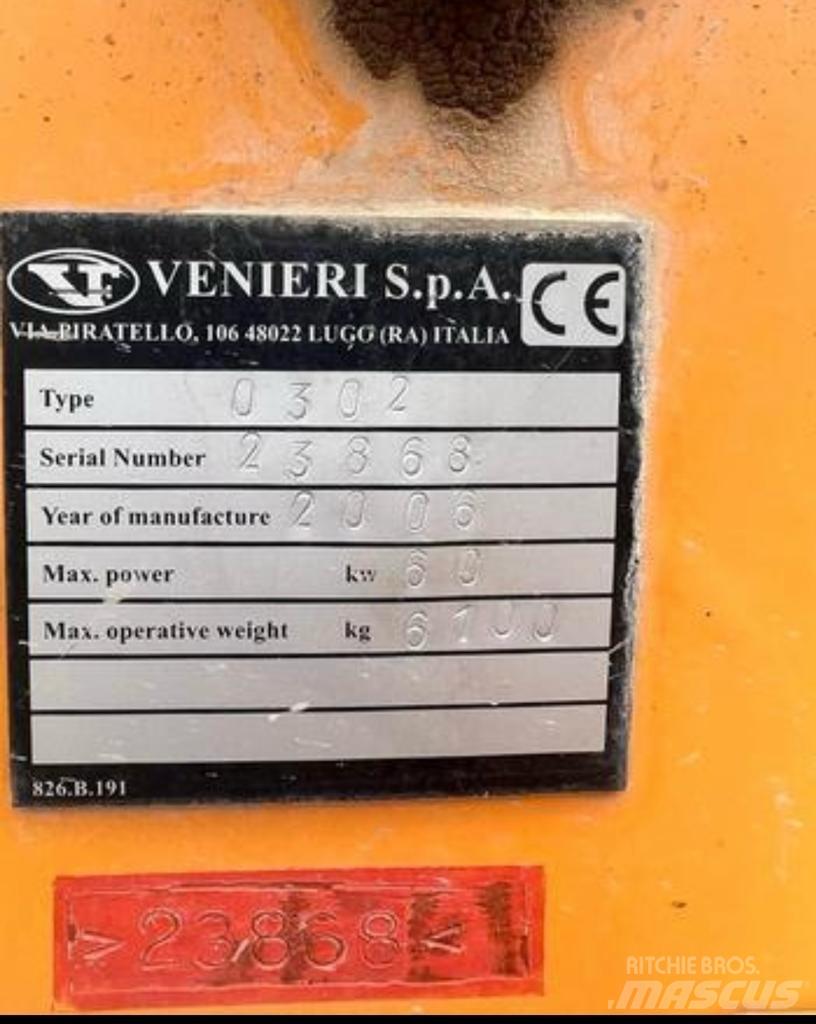 VF VENIERI S.p.A. CE
VIA PIRATELLO, 106 48022 LUGO (RA) ITALIA
Type 0302
Serial Number 23868
Year of manufacture 2006
Max. power kw 60
Max. operative weight kg 6100
826.B.191
>23868<
RITCHIE BROS.
MASCUS